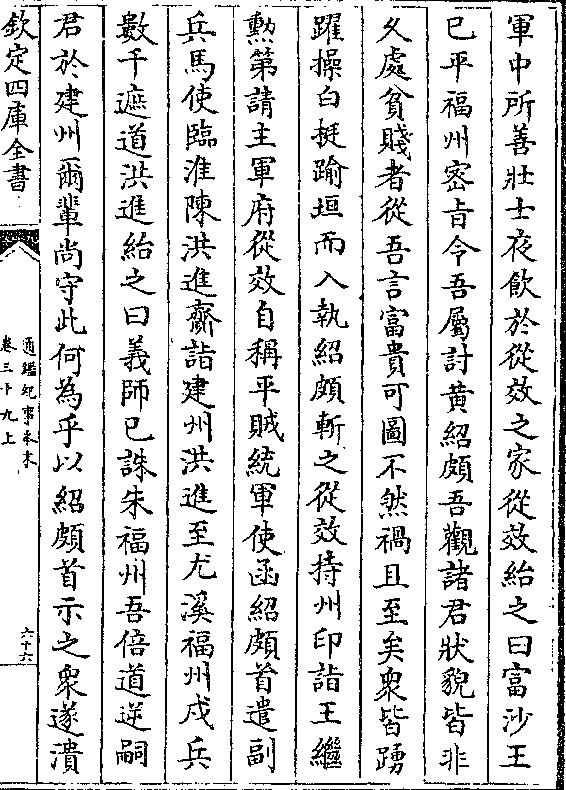 軍中所善壯士夜飲於從效之家從效紿之曰富沙王
已平福州密旨令吾屬討黄紹頗吾觀諸君狀貌皆非
乆處貧賤者從吾言富貴可圖不然禍且至矣衆皆踴
躍操白挺踰垣而入執紹頗斬之從效持州印詣王繼
勲第請主軍府從效自稱平賊統軍使函紹頗首遣副
兵馬使臨淮陳洪進齎詣建州洪進至尤溪福州戍兵
數千遮道洪進紿之曰義師已誅朱福州吾倍道逆嗣
君於建州爾輩尚守此何為乎以紹頗首示之衆遂潰
欽定四庫全書
通鑑紀事本末
卷三十九上
六十六